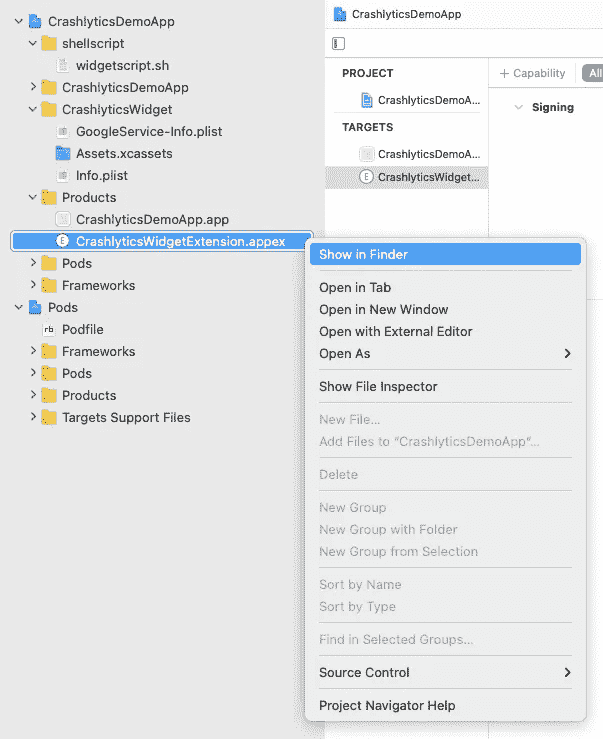 CrashlyticsDemoApp
shellscript
widgetscript.sh
CrashlyticsDemoApp
CrashlyticsWidget
GoogleService-Info.plist
Assets.xcassets
Info.plist
Products
CrashlyticsDemoApp.app
E CrashlyticsWidgetExtension.appex
Pods
Frameworks
Pods
rb Podfile
Frameworks
Pods
Products
Targets Support Files
CrashlyticsDemoApp
PROJECT
CrashlyticsDemoA...
TARGETS
CrashlyticsDemoA...
E CrashlyticsWidget...
+ Capability
All
Signing
Show in Finder
Open in Tab
Open in New Window
Open with External Editor
Open As
Show File Inspector
New File...
Add Files to “CrashlyticsDemoApp”...
Delete
New Group
New Group with Folder
New Group from Selection
Sort by Name
Sort by Type
Find in Selected Groups...
Source Control
Project Navigator Help